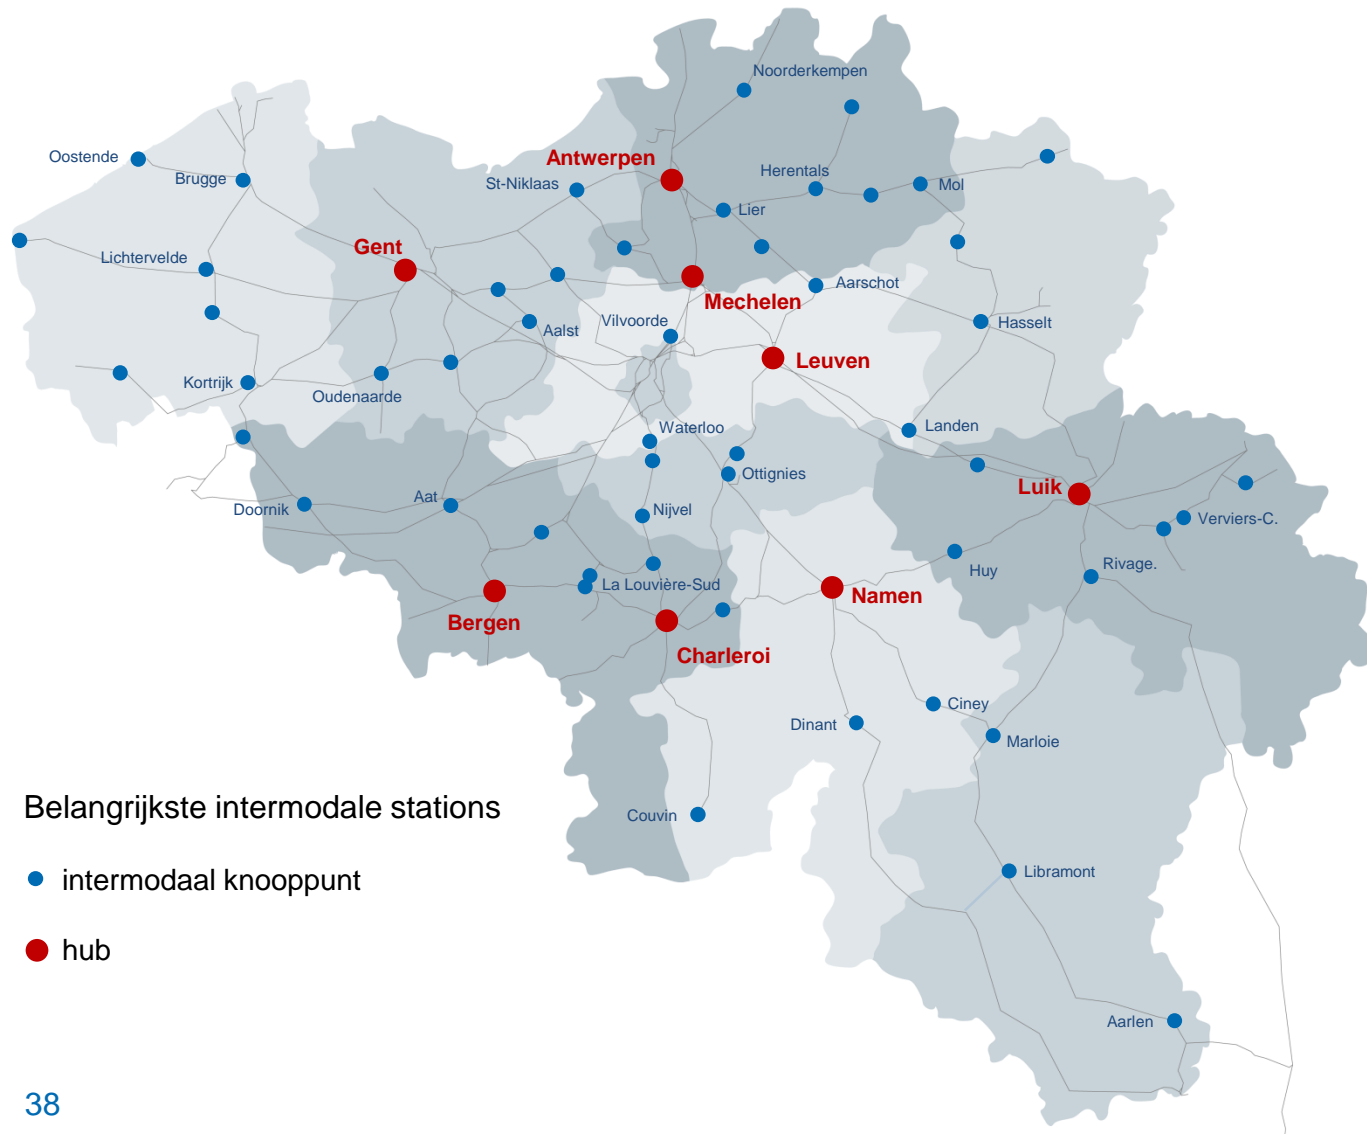 Noorderkempen
Oostende
Antwerpen
Brugge
St-Niklaas
Herentals
Mol
Lier
Gent
Lichtervelde
Aarschot
Mechelen
Vilvoorde
Hasselt
Aalst
Leuven
Kortrijk
Oudenaarde
Waterloo
Landen
Ottignies
Luik
Aat
Doornik
Nijvel
Verviers-C.
Rivage.
Huy
La Louvière-Sud
Namen
Bergen
Charleroi
Ciney
Dinant
Marloie
Belangrijkste intermodale stations
Couvin
intermodaal knooppunt
Libramont
hub
Aarlen
38